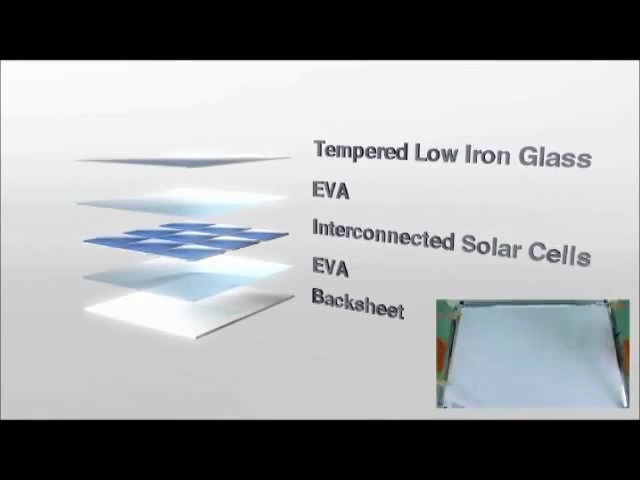 Tempered Low Iron Glass
EVA
Interconnected Solar Cells
EVA
Backsheet